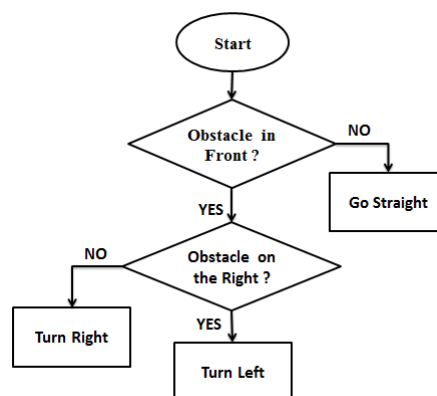 Start
Obstacle in
Front ?
NO
Go Straight
YES
Obstacle on
the Right ?
NO
Turn Right
YES
Turn Left